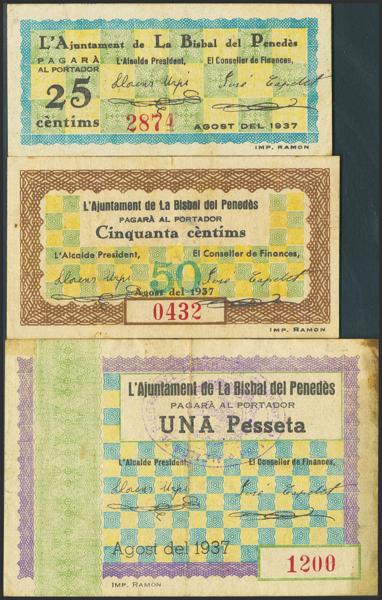 L'Ajuntament de La Bisbal del Penedès
PAGARÀ
AL PORTADOR
25
cèntims
L'Alcalde President,
El Conseller de Finances,
2874
AGOST DEL 1937
IMP. RAMON
L'Ajuntament de La Bisbal del Penedès
PAGARÀ AL PORTADOR
Cinquanta cèntims
L'Alcalde President,
El Conseller de Finances,
50
Agost del 1937
0432
IMP. RAMON
L'Ajuntament de La Bisbal del Penedès
PAGARÀ AL PORTADOR
UNA Pesseta
L'Alcalde President,
El Conseller de Finances,
Agost del 1937
1200
IMP. RAMON